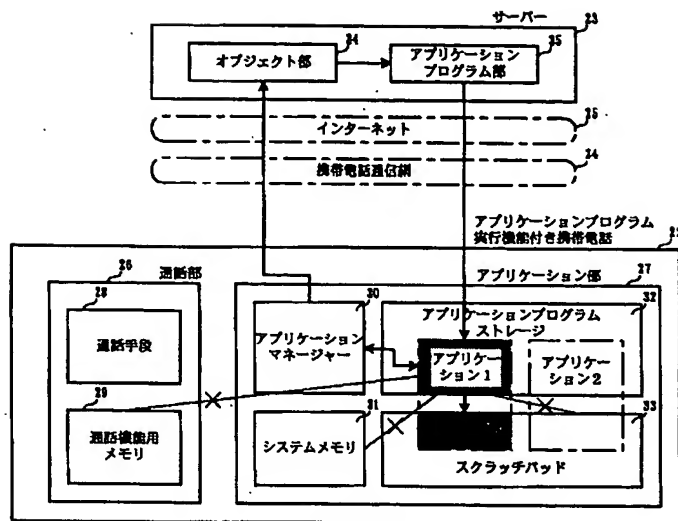 サーバー
23
34
オブジェクト部
35
アプリケーション
プログラム部
25
インターネット
24
携帯電話通信網
アプリケーションプログラム
実行機能付き携帯電話
26
通話部
アプリケーション部
27
28
通話手段
30
アプリケーション
マネージャー
32
アプリケーションプログラム
ストレージ
アプリケ
ーション1
アプリケ
ーション2
29
通話機能用
メモリ
31
システムメモリ
33
スクラッチパッド